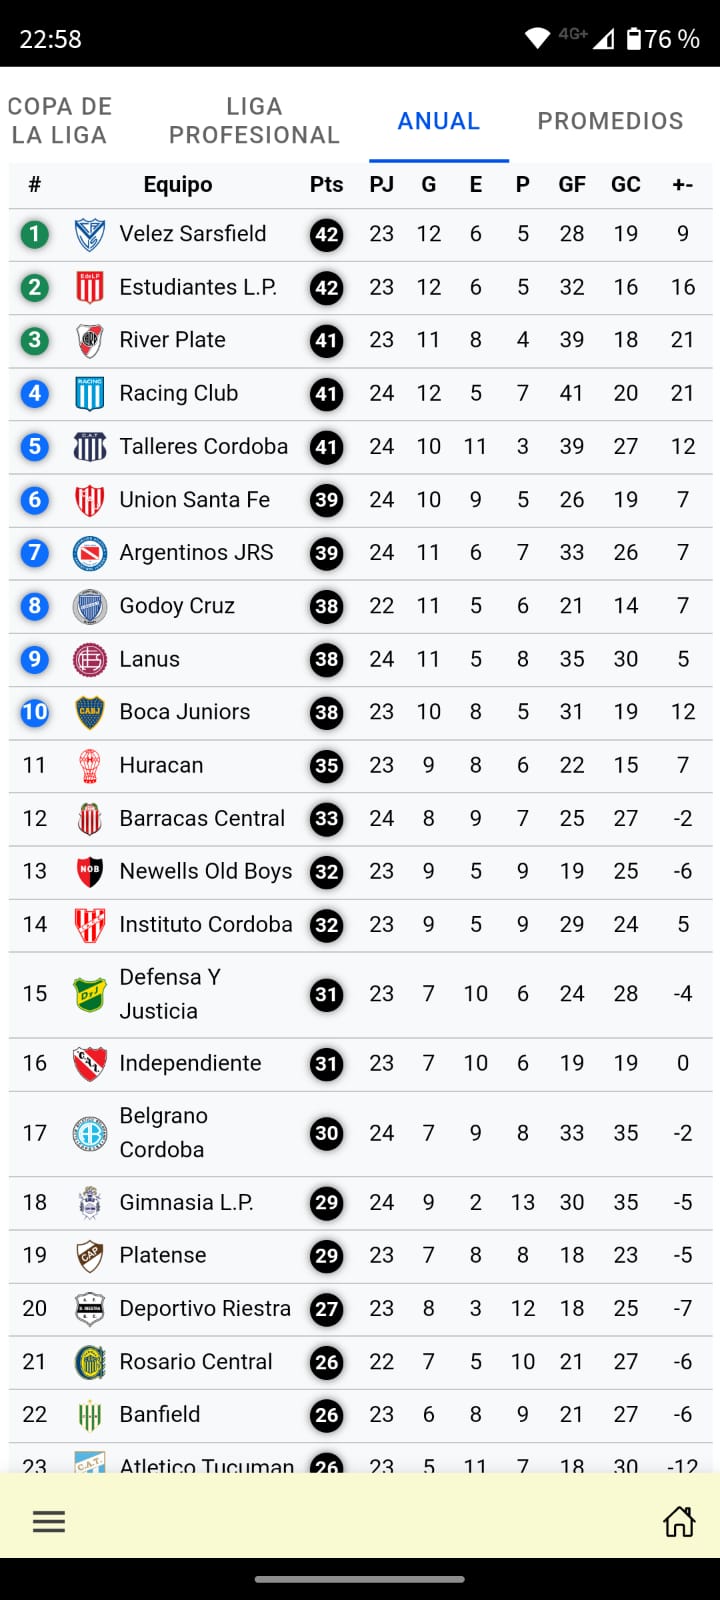 22:58 4G+ 76 %
COPA DE LA LIGA LIGA PROFESIONAL ANUAL PROMEDIOS
# Equipo Pts PJ G E P GF GC +-
1 Velez Sarsfield 42 23 12 6 5 28 19 9
2 Estudiantes L.P. 42 23 12 6 5 32 16 16
3 River Plate 41 23 11 8 4 39 18 21
4 Racing Club 41 24 12 5 7 41 20 21
5 Talleres Cordoba 41 24 10 11 3 39 27 12
6 Union Santa Fe 39 24 10 9 5 26 19 7
7 Argentinos JRS 39 24 11 6 7 33 26 7
8 Godoy Cruz 38 22 11 5 6 21 14 7
9 Lanus 38 24 11 5 8 35 30 5
10 Boca Juniors 38 23 10 8 5 31 19 12
11 Huracan 35 23 9 8 6 22 15 7
12 Barracas Central 33 24 8 9 7 25 27 -2
13 Newells Old Boys 32 23 9 5 9 19 25 -6
14 Instituto Cordoba 32 23 9 5 9 29 24 5
15 Defensa Y Justicia 31 23 7 10 6 24 28 -4
16 Independiente 31 23 7 10 6 19 19 0
17 Belgrano Cordoba 30 24 7 9 8 33 35 -2
18 Gimnasia L.P. 29 24 9 2 13 30 35 -5
19 Platense 29 23 7 8 8 18 23 -5
20 Deportivo Riestra 27 23 8 3 12 18 25 -7
21 Rosario Central 26 22 7 5 10 21 27 -6
22 Banfield 26 23 6 8 9 21 27 -6
23 Atletico Tucuman 26 23 5 11 7 18 30 -12